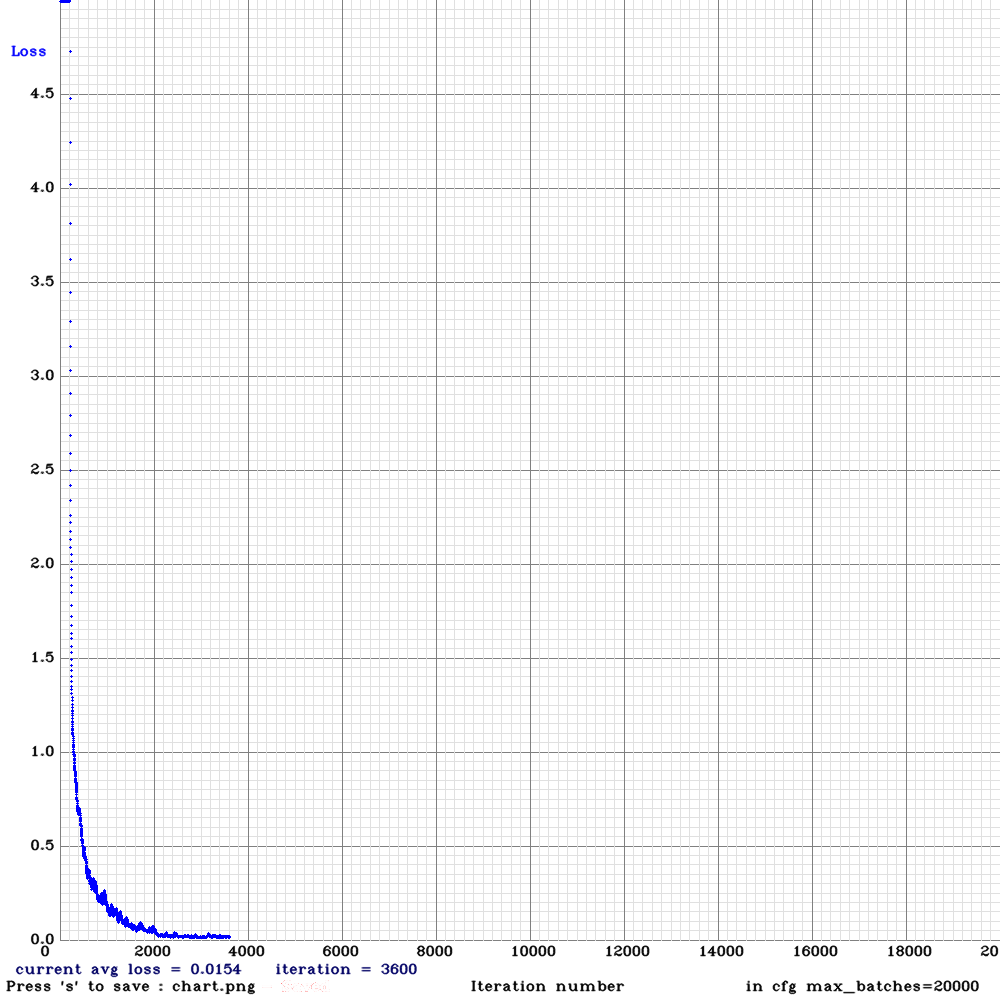 Loss
4.5
4.0
3.5
3.0
2.5
2.0
1.5
1.0
0.5
0.0
0 2000 4000 6000 8000 10000 12000 14000 16000 18000 20
current avg loss = 0.0154 iteration = 3600
Press 's' to save : chart.png Iteration number in cfg max_batches=20000